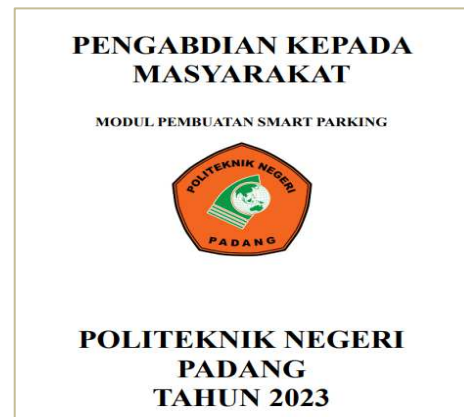 PENGABDIAN KEPADA
MASYARAKAT
MODUL PEMBUATAN SMART PARKING
POLITEKNIK NEGERI
PADANG
POLITEKNIK NEGERI
PADANG
TAHUN 2023